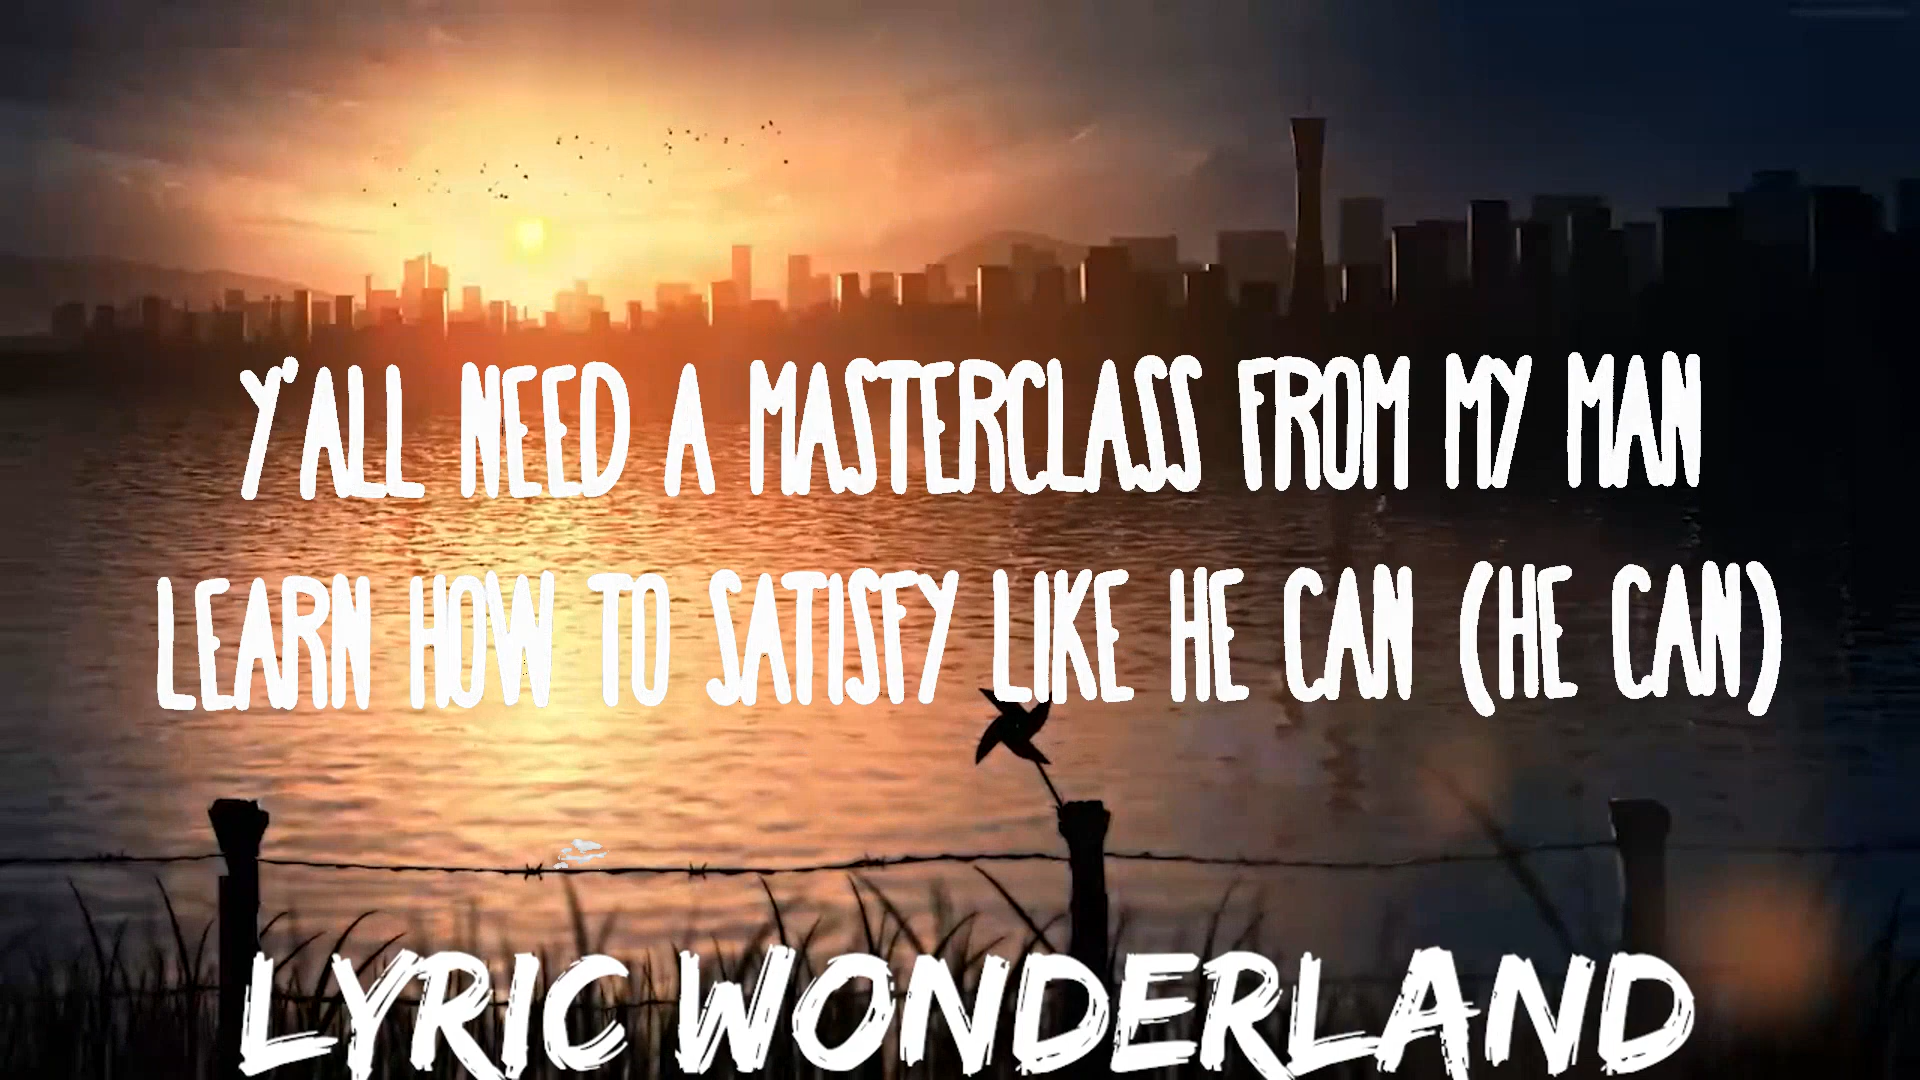 Y'ALL NEED A MASTERCLASS FROM MY MAN
LEARN HOW TO SATISFY LIKE HE CAN (HE CAN)
LYRIC WONDERLAND